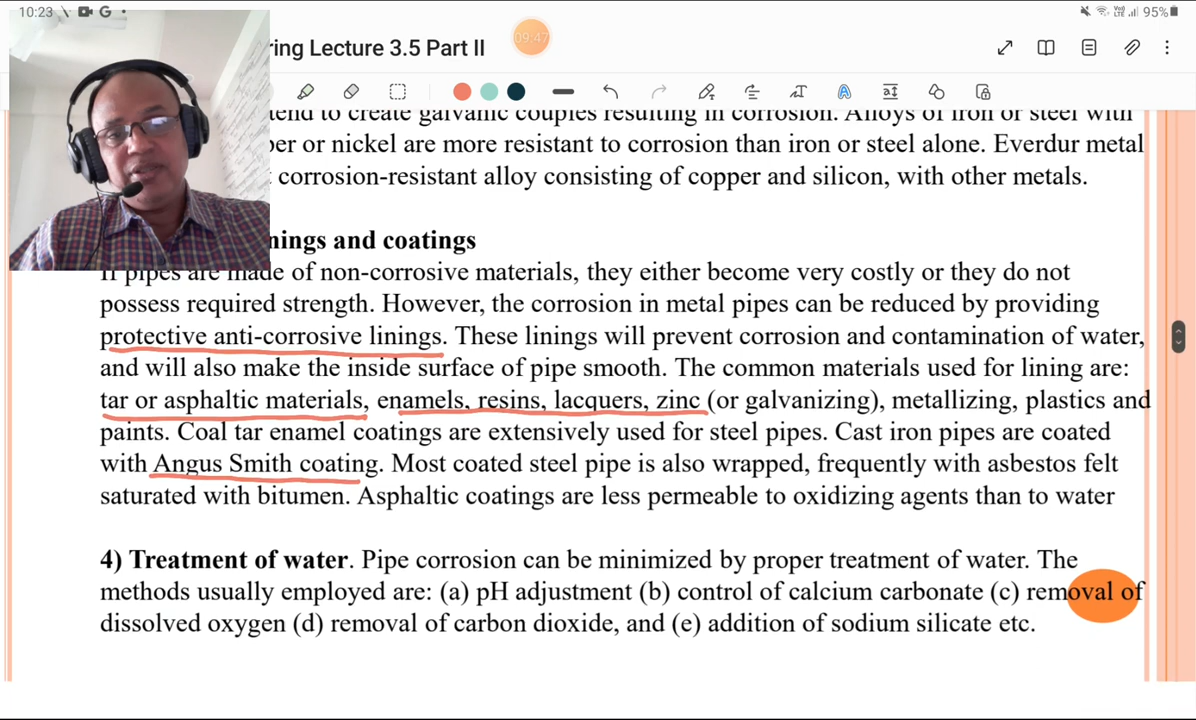 10:23 G
VoLTE 95%
ring Lecture 3.5 Part II
09:47
tend to create galvanic couples resulting in corrosion. Alloys of iron or steel with
per or nickel are more resistant to corrosion than iron or steel alone. Everdur metal
corrosion-resistant alloy consisting of copper and silicon, with other metals.
nings and coatings
If pipes are made of non-corrosive materials, they either become very costly or they do not
possess required strength. However, the corrosion in metal pipes can be reduced by providing
protective anti-corrosive linings. These linings will prevent corrosion and contamination of water,
and will also make the inside surface of pipe smooth. The common materials used for lining are:
tar or asphaltic materials, enamels, resins, lacquers, zinc (or galvanizing), metallizing, plastics and
paints. Coal tar enamel coatings are extensively used for steel pipes. Cast iron pipes are coated
with Angus Smith coating. Most coated steel pipe is also wrapped, frequently with asbestos felt
saturated with bitumen. Asphaltic coatings are less permeable to oxidizing agents than to water
4) Treatment of water. Pipe corrosion can be minimized by proper treatment of water. The
methods usually employed are: (a) pH adjustment (b) control of calcium carbonate (c) removal of
dissolved oxygen (d) removal of carbon dioxide, and (e) addition of sodium silicate etc.